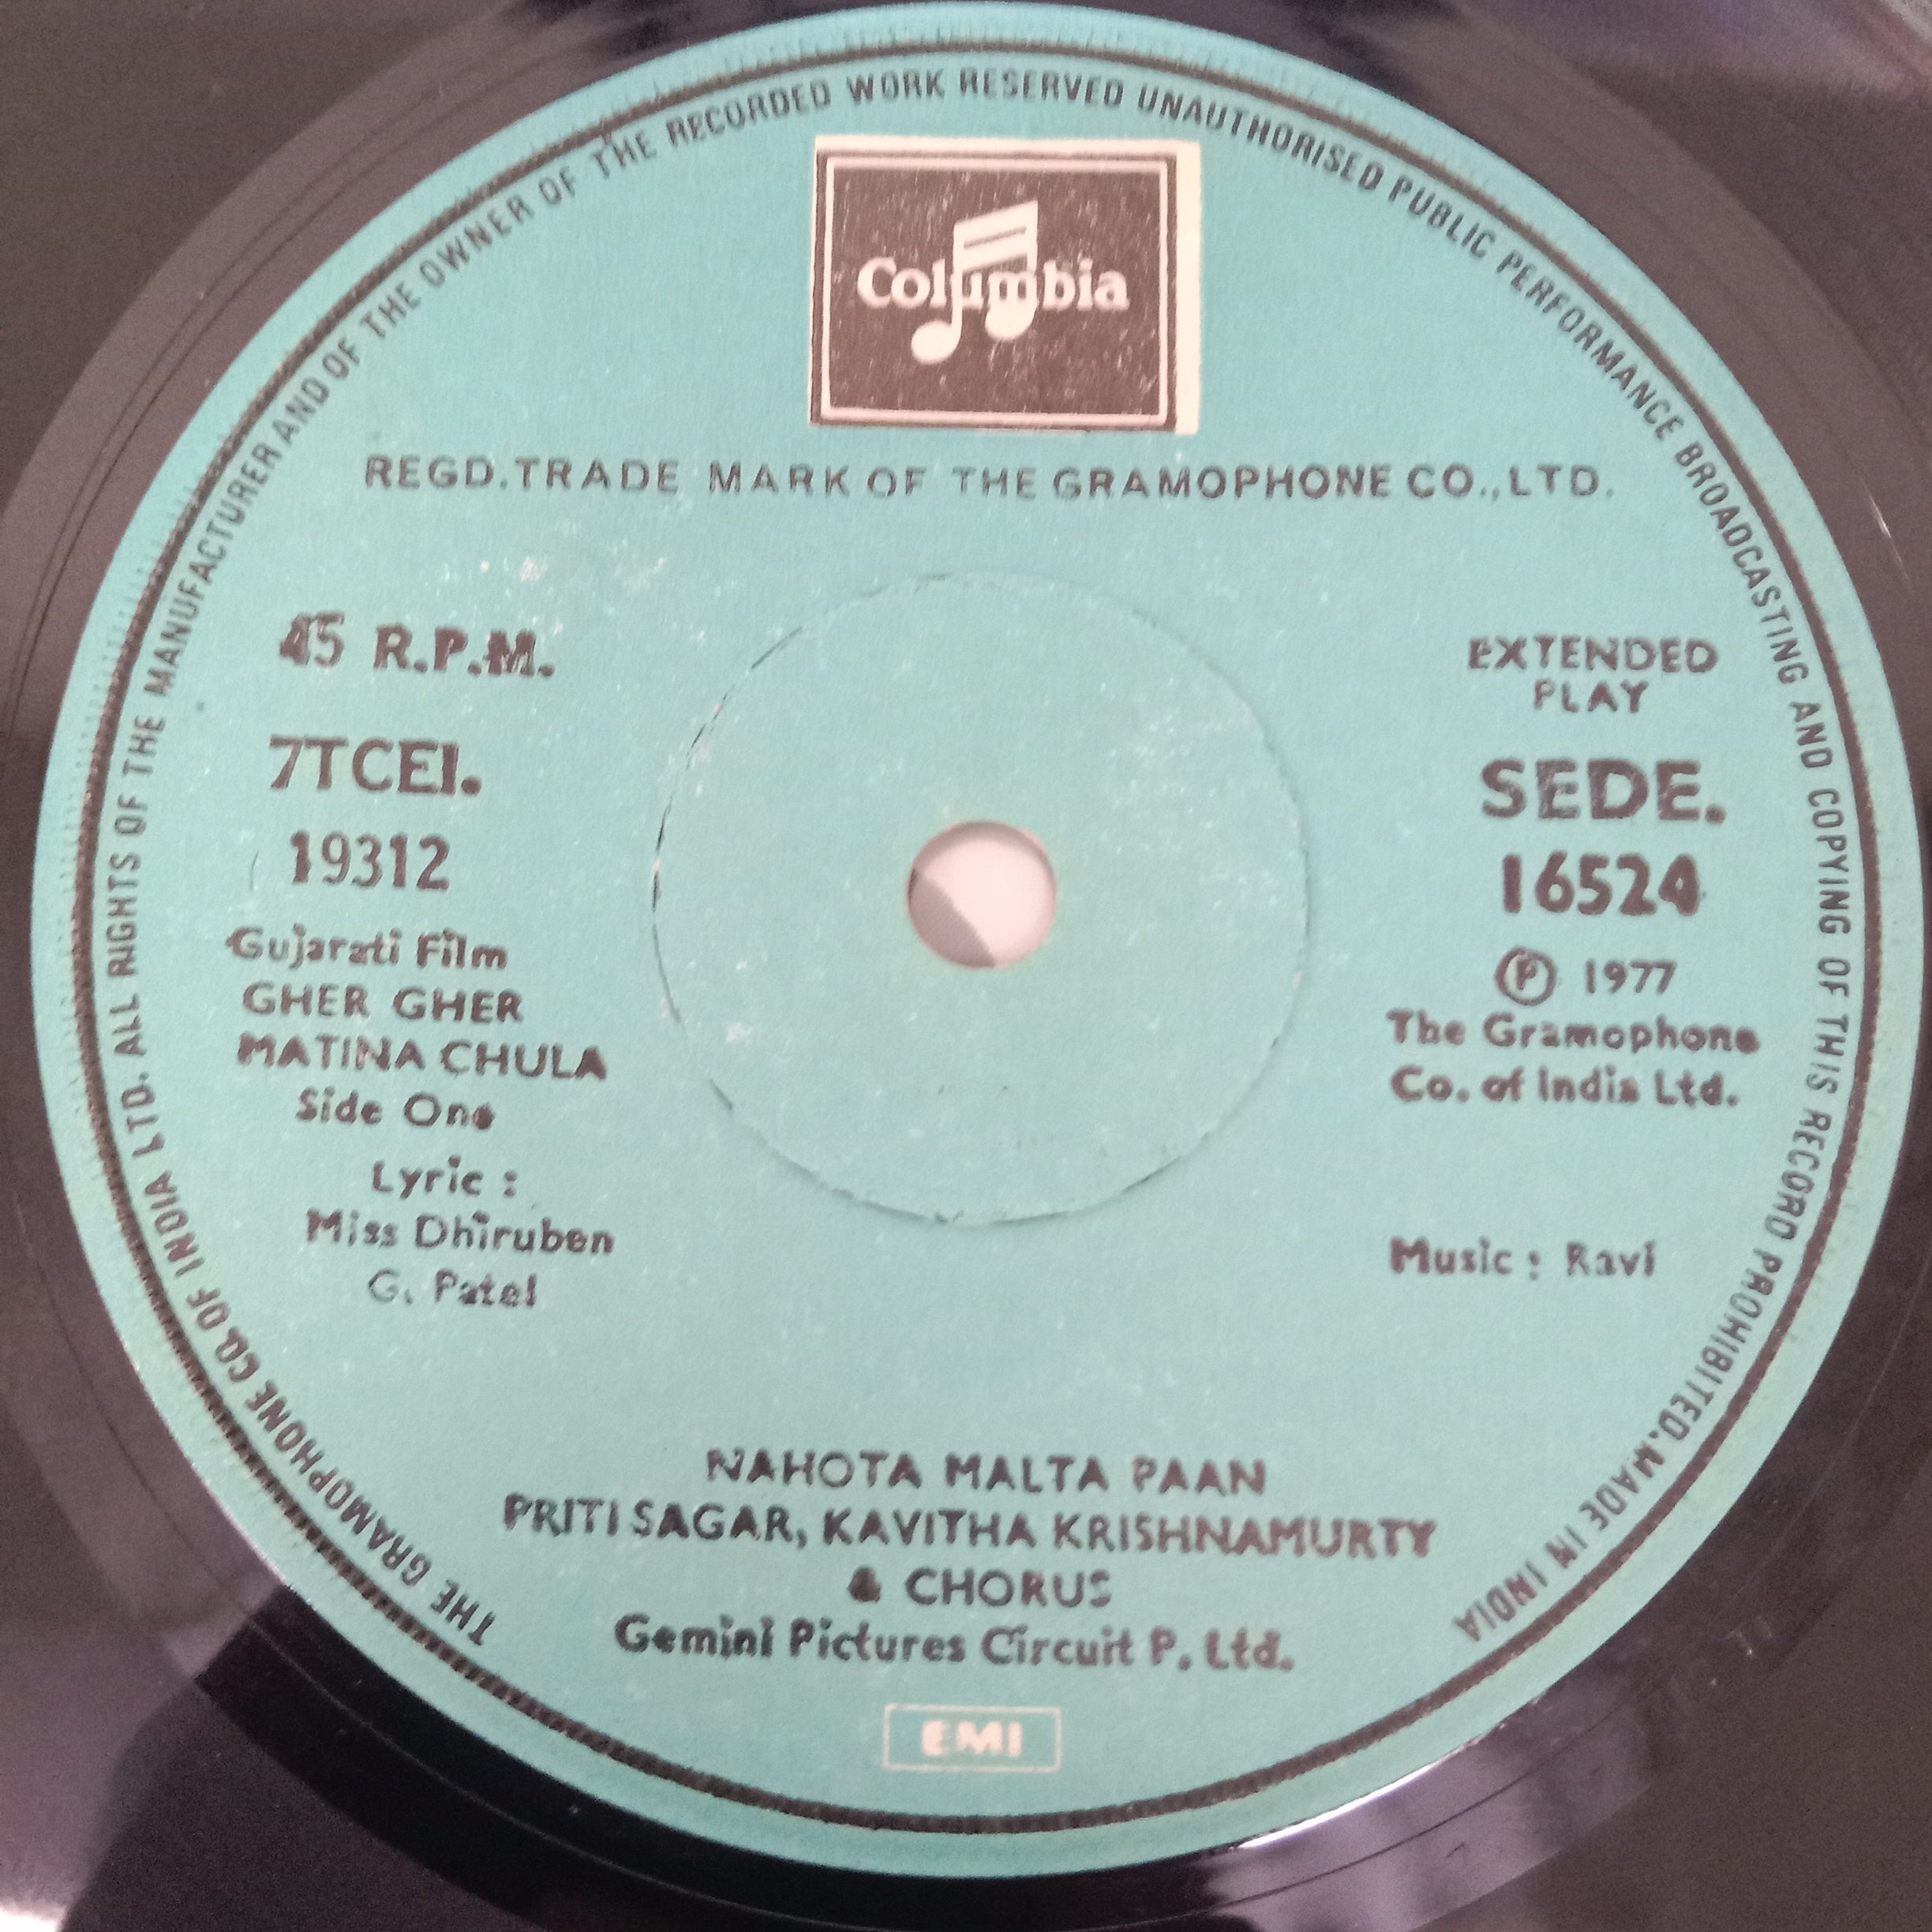 THE GRAMOPHONE CO. OF INDIA LTD. ALL RIGHTS OF THE MANUFACTURER AND OF THE OWNER OF THE RECORDED WORK RESERVED UNAUTHORISED PUBLIC PERFORMANCE BROADCASTING AND COPYING OF THIS RECORD PROHIBITED. MADE IN INDIA
Columbia
REGD. TRADE MARK OF THE GRAMOPHONE CO., LTD.
45 R.P.M.
7TCEI.
19312
Gujarati Film
GHER GHER
MATINA CHULA
Side One
Lyric :
Miss Dhiruben
G. Patel
EXTENDED
PLAY
SEDE.
16524
℗ 1977
The Gramophone
Co. of India Ltd.
Music : Ravi
NAHOTA MALTA PAAN
PRITI SAGAR, KAVITHA KRISHNAMURTY
& CHORUS
Gemini Pictures Circuit P. Ltd.
EMI